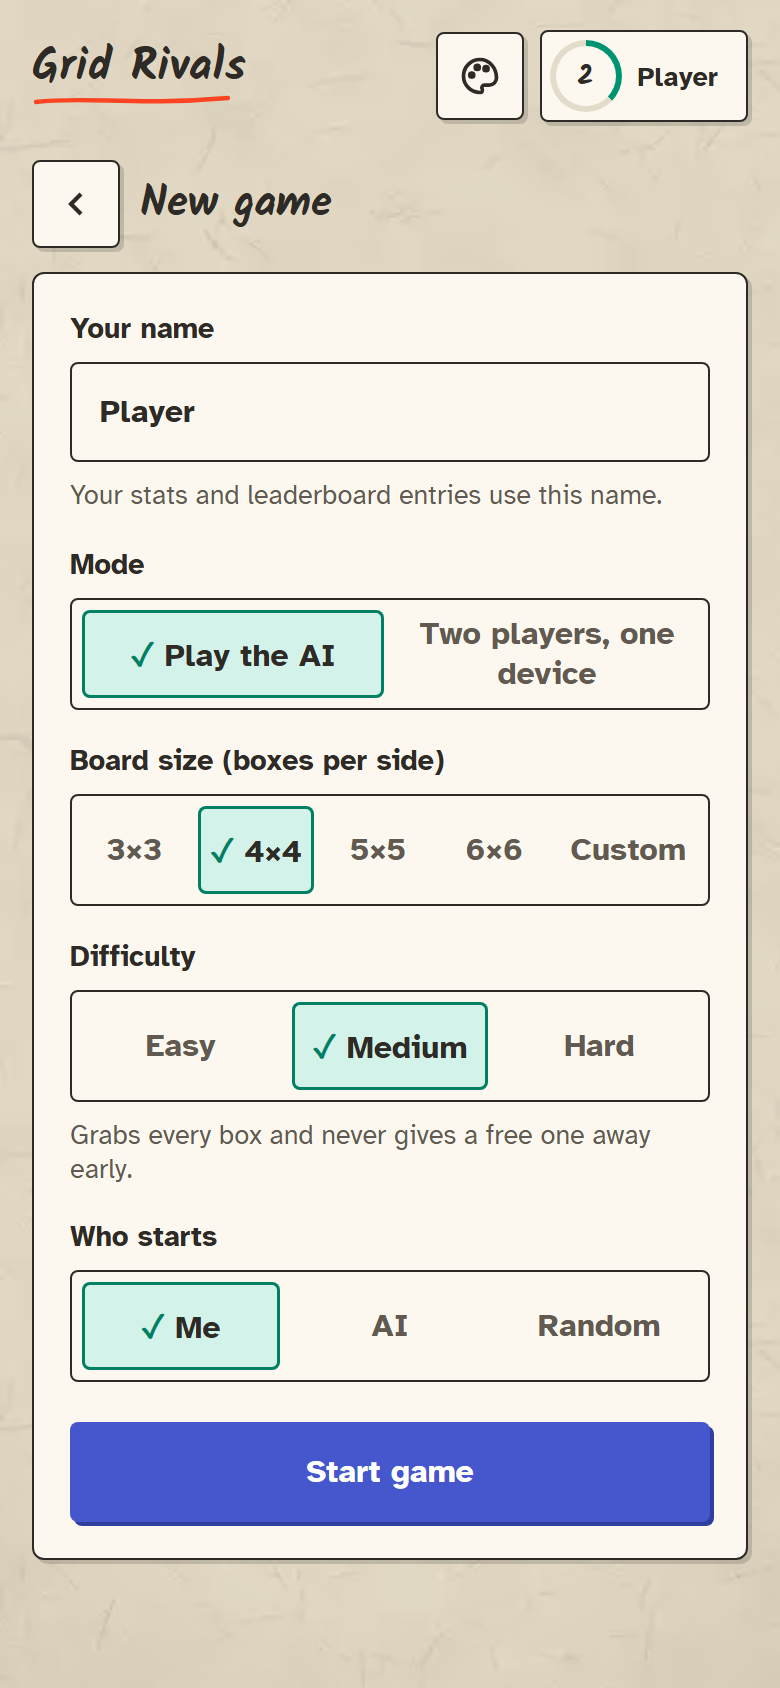 Grid Rivals
2
Player
New game
Your name
Player
Your stats and leaderboard entries use this name.
Mode
✓ Play the AI
Two players, one
device
Board size (boxes per side)
3×3 ✓ 4×4 5×5 6×6 Custom
Difficulty
Easy ✓ Medium Hard
Grabs every box and never gives a free one away
early.
Who starts
✓ Me AI Random
Start game